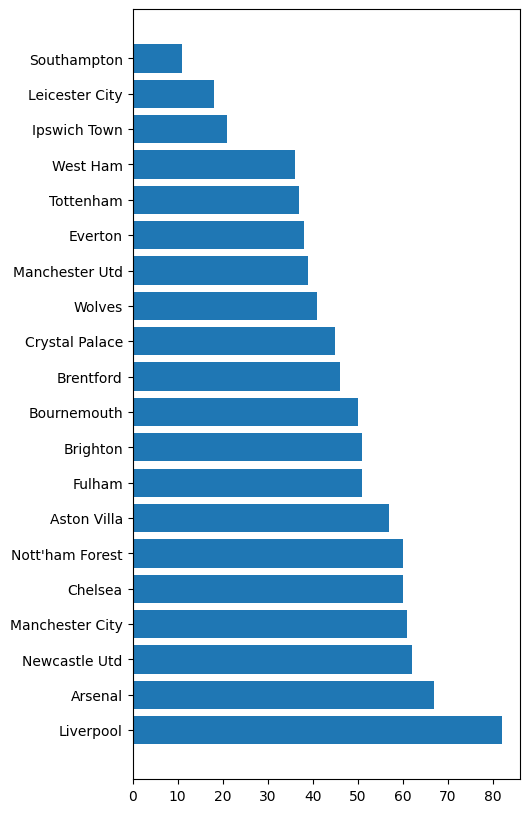 Southampton
Leicester City
Ipswich Town
West Ham
Tottenham
Everton
Manchester Utd
Wolves
Crystal Palace
Brentford
Bournemouth
Brighton
Fulham
Aston Villa
Nott'ham Forest
Chelsea
Manchester City
Newcastle Utd
Arsenal
Liverpool
0 10 20 30 40 50 60 70 80